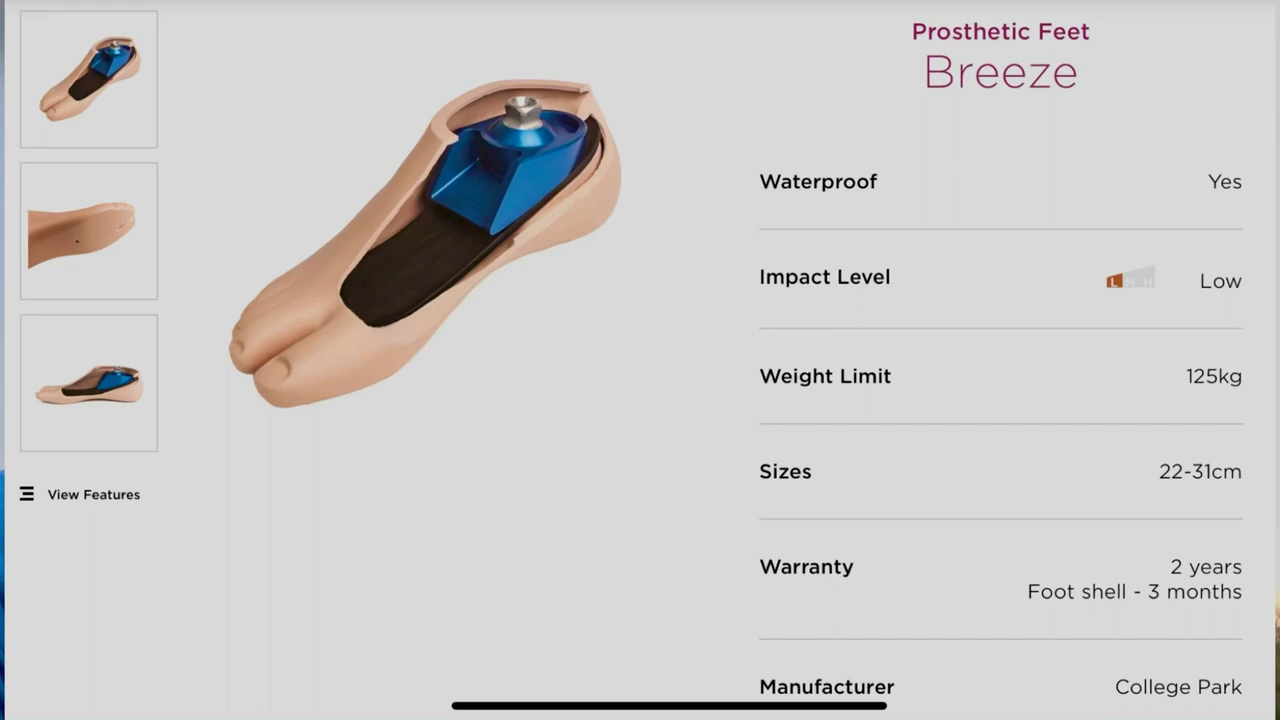 Prosthetic Feet
Breeze
Waterproof Yes
Impact Level L M H Low
Weight Limit 125kg
Sizes 22-31cm
Warranty 2 years
Foot shell - 3 months
Manufacturer College Park
View Features